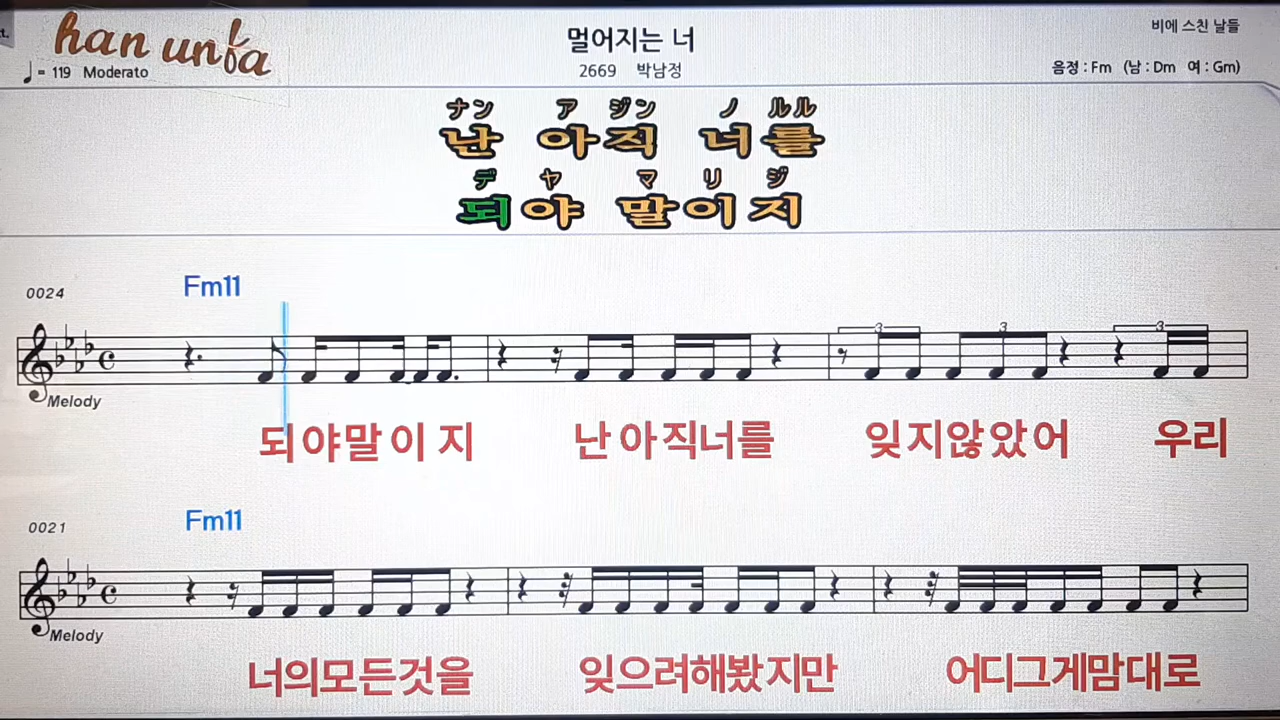 t.
han unfa
비에 스친 날들
멀어지는 너
= 119 Moderato
2669 박남정
음정 : Fm (남 : Dm 여 : Gm)
ナン ア ジン ノ ルル
난 아직 너를
デ ヤ マ リ ジ
되야 말이지
Fm11
0024
3 3 3
Melody
되야말이지 난아직너를 잊지않았어 우리
Fm11
0021
Melody
너의모든것을 잊으려해봤지만 어디그게맘대로